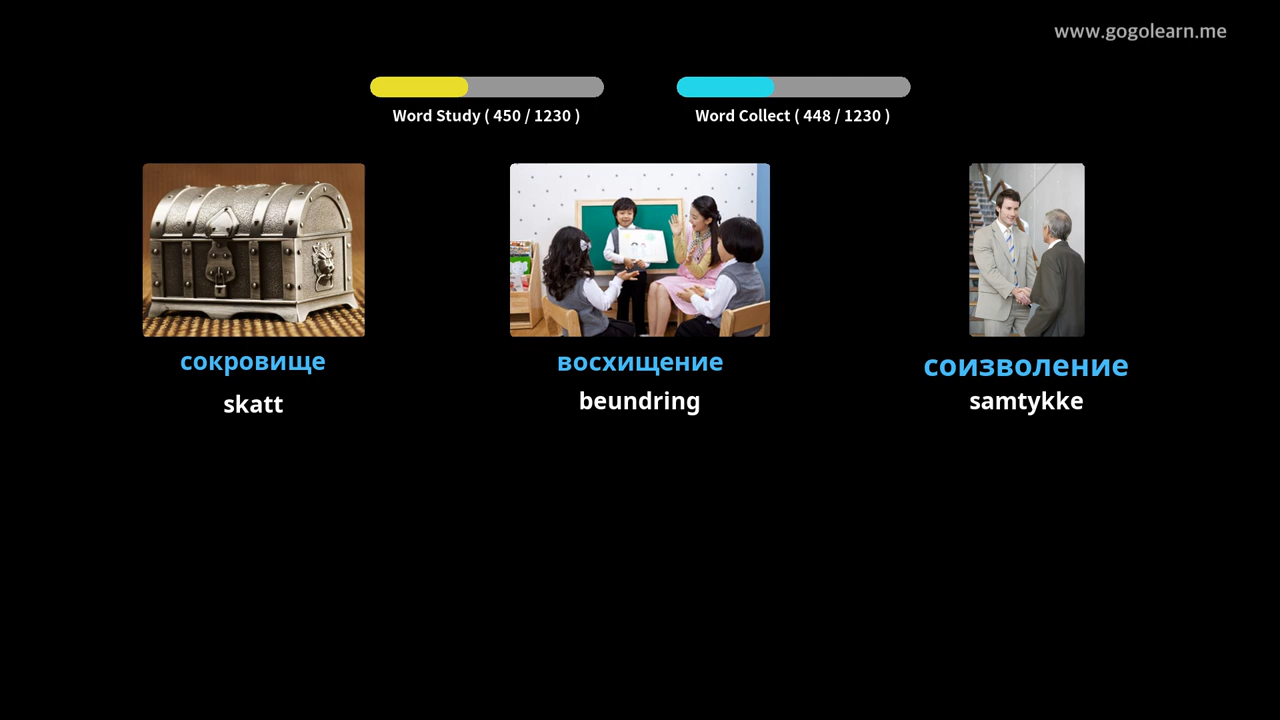 www.gogolearn.me
Word Study ( 450 / 1230 )
Word Collect ( 448 / 1230 )
сокровище
skatt
восхищение
beundring
соизволение
samtykke